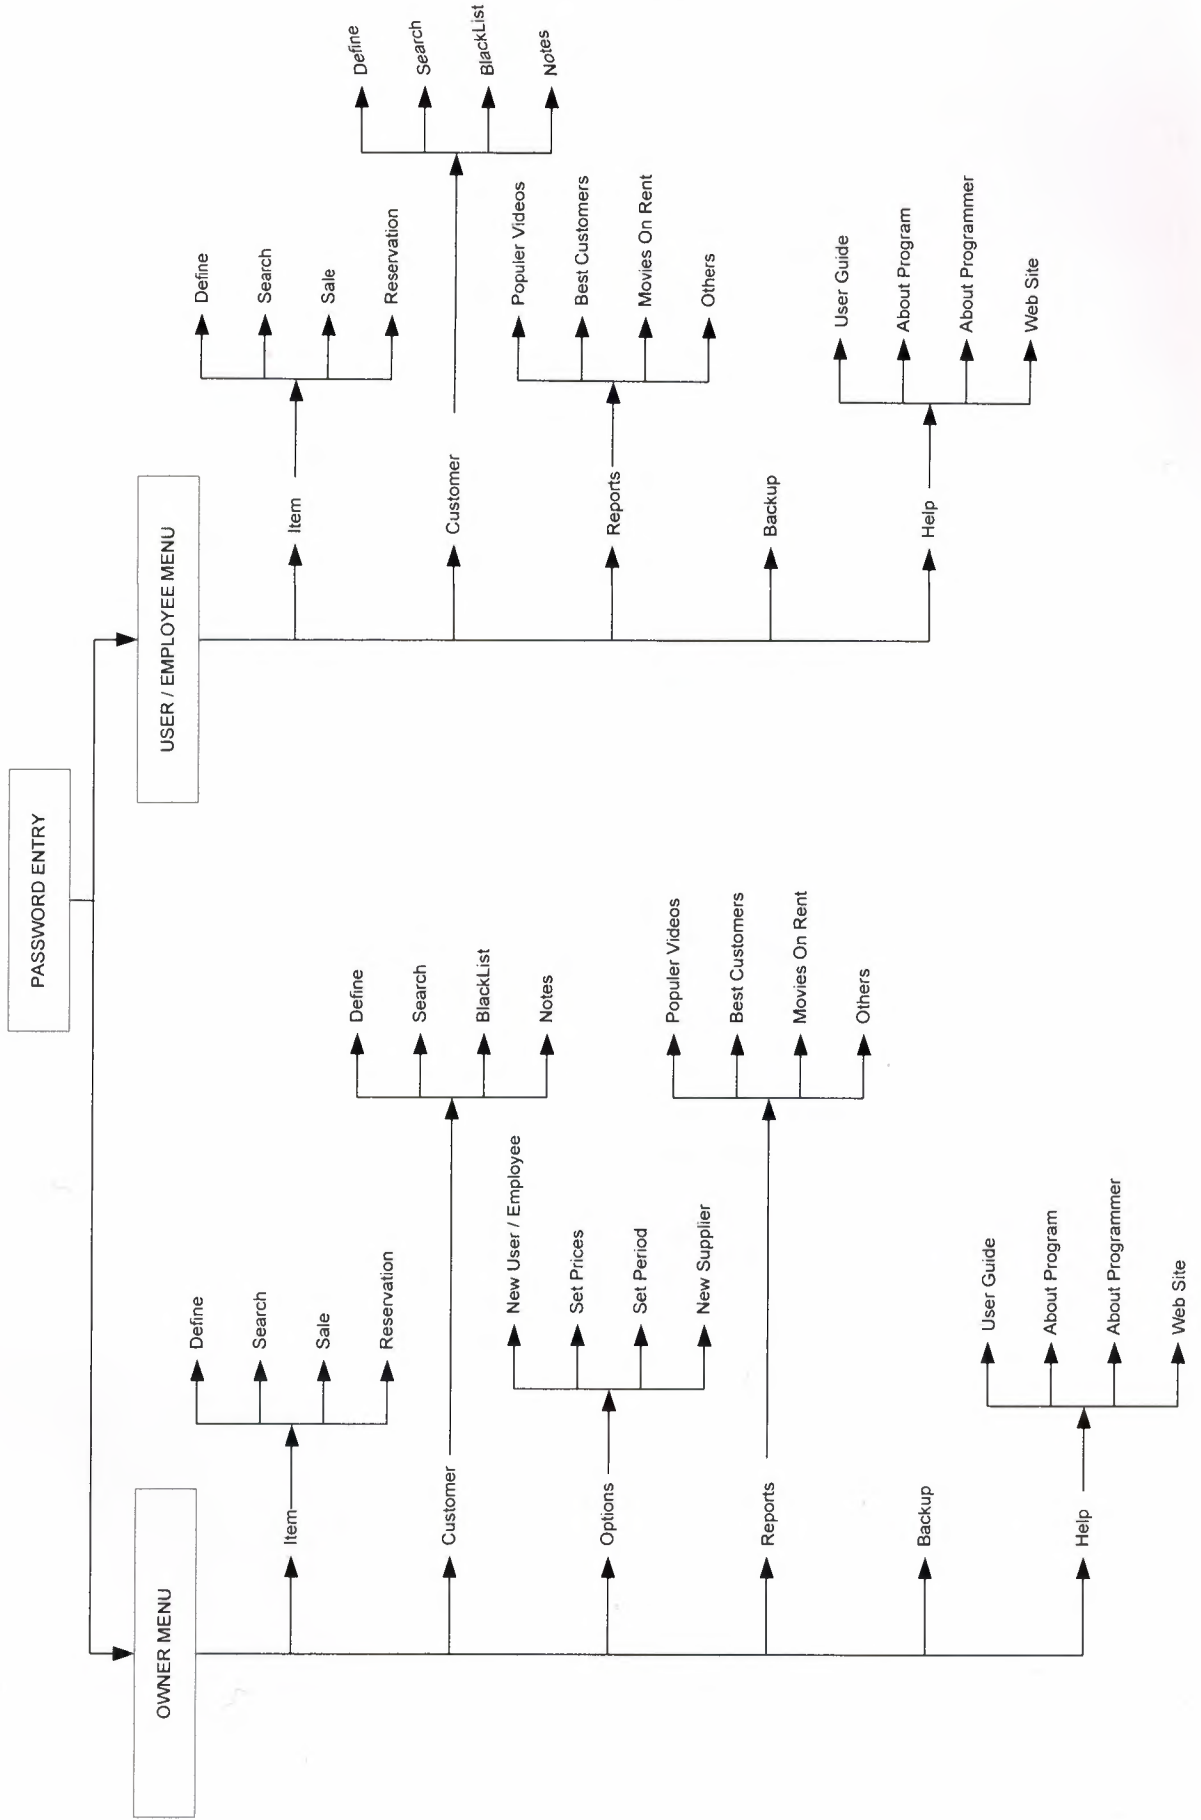 PASSWORD ENTRY
OWNER MENU
Item
Define
Search
Sale
Reservation
Customer
Define
Search
BlackList
Notes
Options
New User / Employee
Set Prices
Set Period
New Supplier
Reports
Populer Videos
Best Customers
Movies On Rent
Others
Backup
Help
User Guide
About Program
About Programmer
Web Site
USER / EMPLOYEE MENU
Item
Define
Search
Sale
Reservation
Customer
Define
Search
BlackList
Notes
Reports
Populer Videos
Best Customers
Movies On Rent
Others
Backup
Help
User Guide
About Program
About Programmer
Web Site